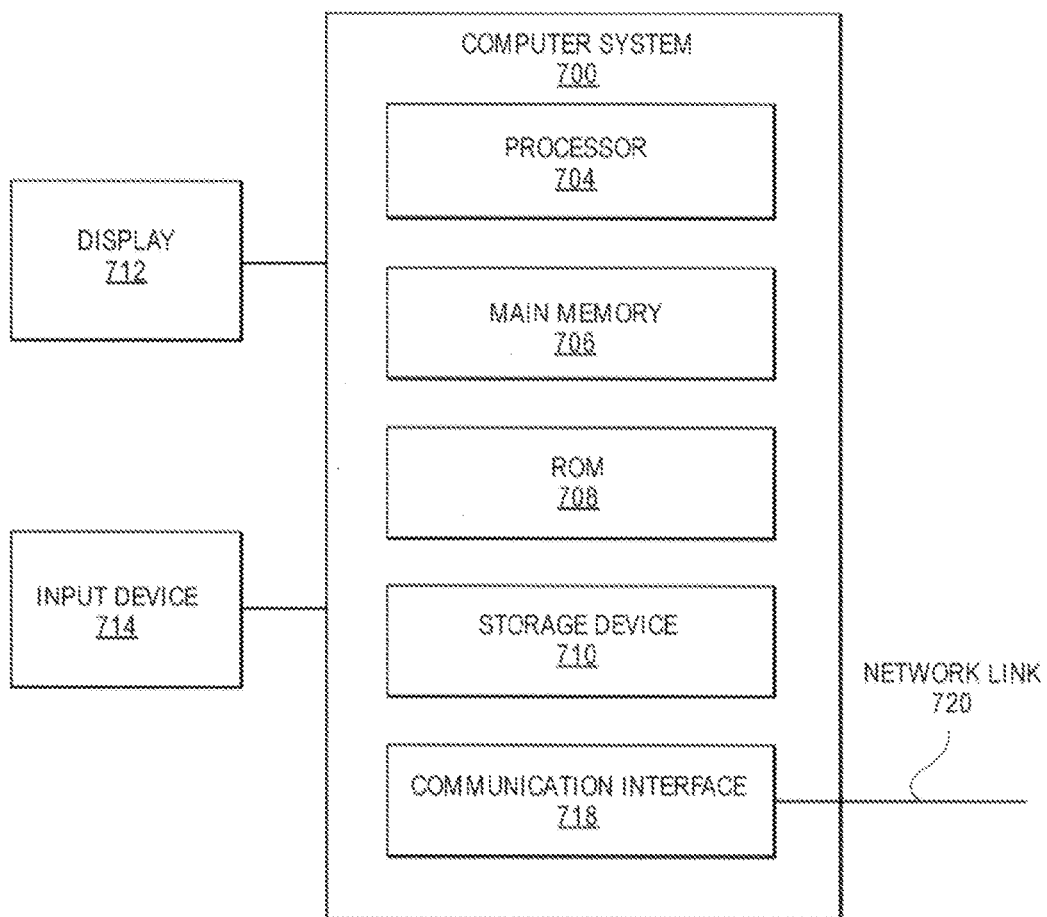 COMPUTER SYSTEM
700
PROCESSOR
704
DISPLAY
712
MAIN MEMORY
706
ROM
708
INPUT DEVICE
714
STORAGE DEVICE
710
NETWORK LINK
720
COMMUNICATION INTERFACE
718